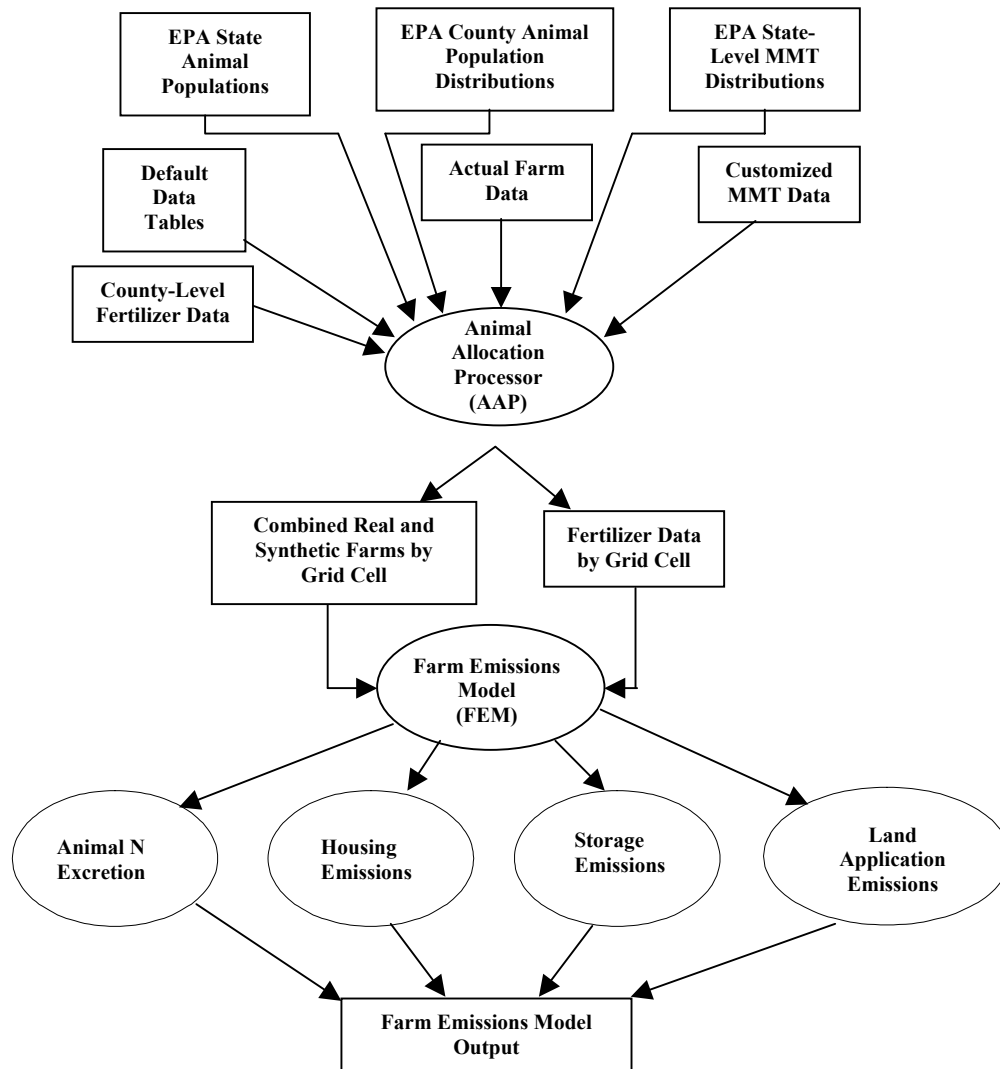 EPA State
Animal
Populations
EPA County Animal
Population
Distributions
EPA State-
Level MMT
Distributions
Default
Data
Tables
Actual Farm
Data
Customized
MMT Data
County-Level
Fertilizer Data
Animal
Allocation
Processor
(AAP)
Combined Real and
Synthetic Farms by
Grid Cell
Fertilizer Data
by Grid Cell
Farm Emissions
Model
(FEM)
Animal N
Excretion
Housing
Emissions
Storage
Emissions
Land
Application
Emissions
Farm Emissions Model
Output